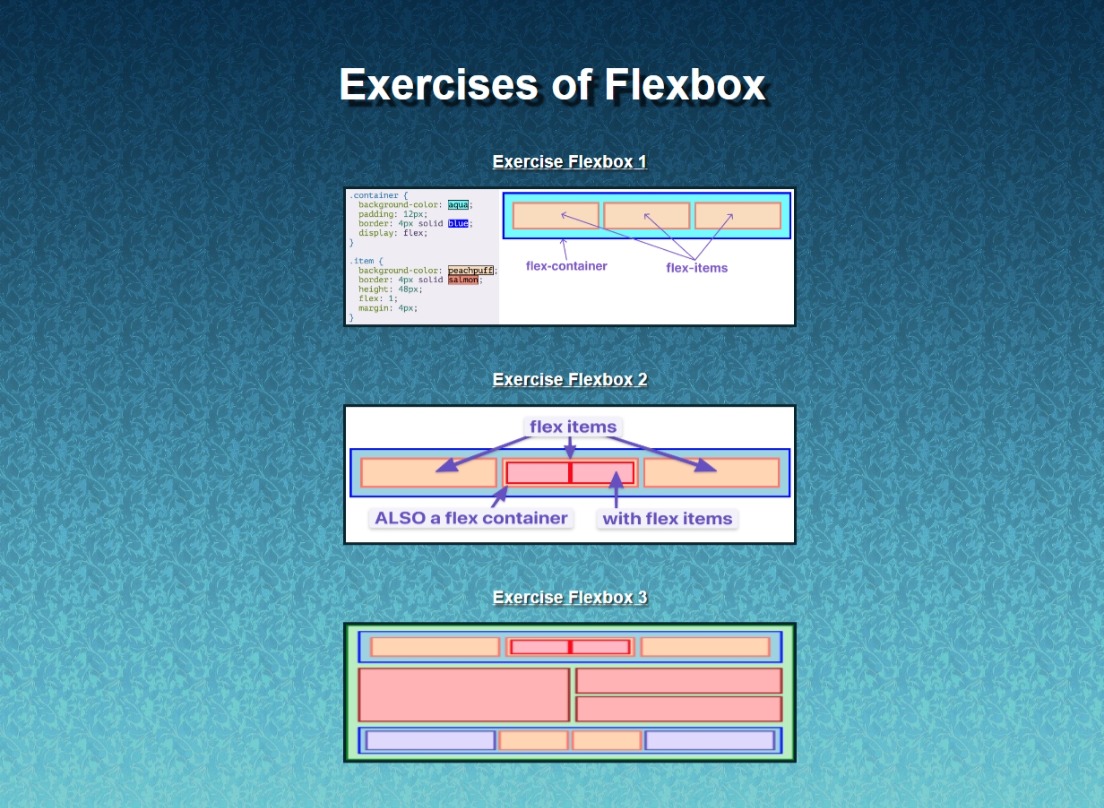 Exercises of Flexbox
Exercise Flexbox 1
.container {
  background-color: aqua;
  padding: 12px;
  border: 4px solid blue;
  display: flex;
}
.item {
  background-color: peachpuff;
  border: 4px solid salmon;
  height: 48px;
  flex: 1;
  margin: 4px;
}
flex-container
flex-items
Exercise Flexbox 2
flex items
ALSO a flex container
with flex items
Exercise Flexbox 3